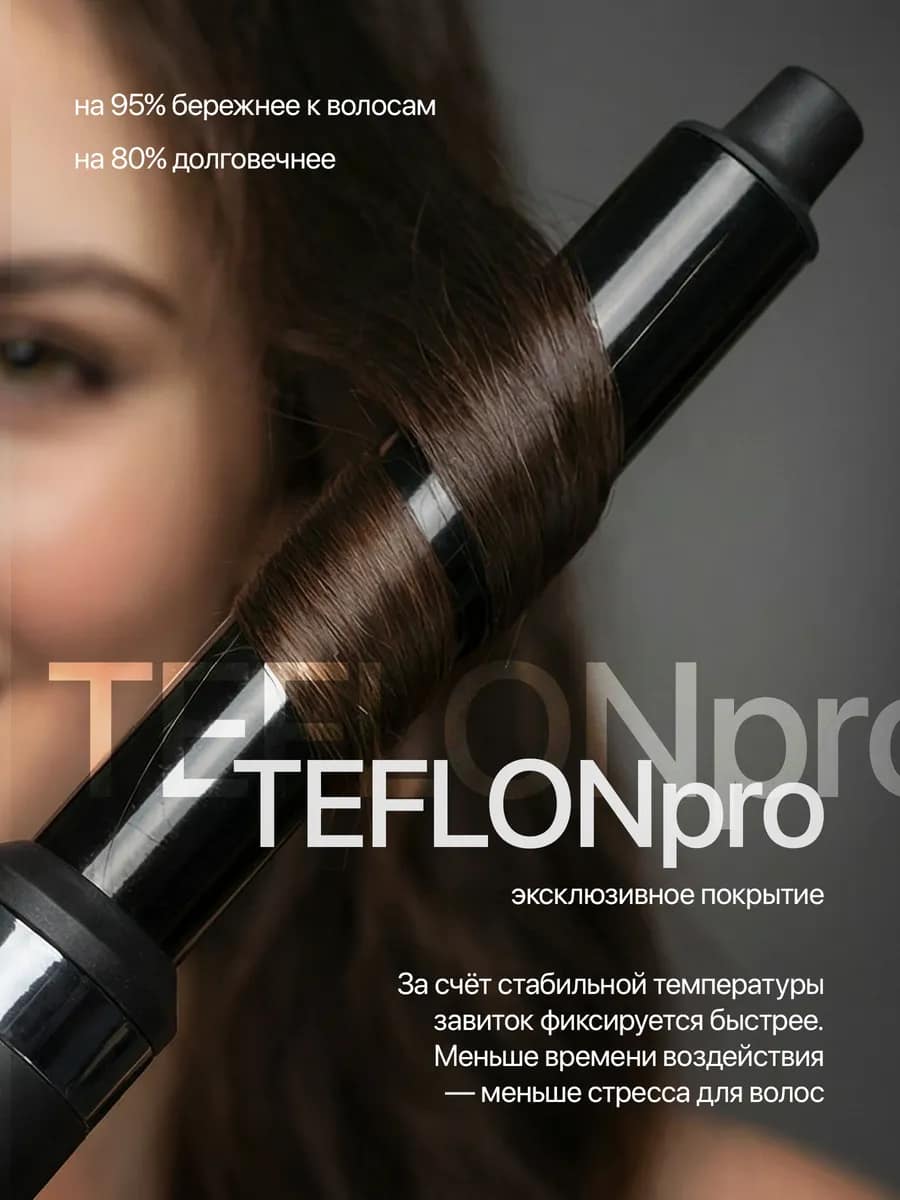 на 95% бережнее к волосам
на 80% долговечнее
TEFLONpro
TEFLONpro
эксклюзивное покрытие
За счёт стабильной температуры
завиток фиксируется быстрее.
Меньше времени воздействия
— меньше стресса для волос